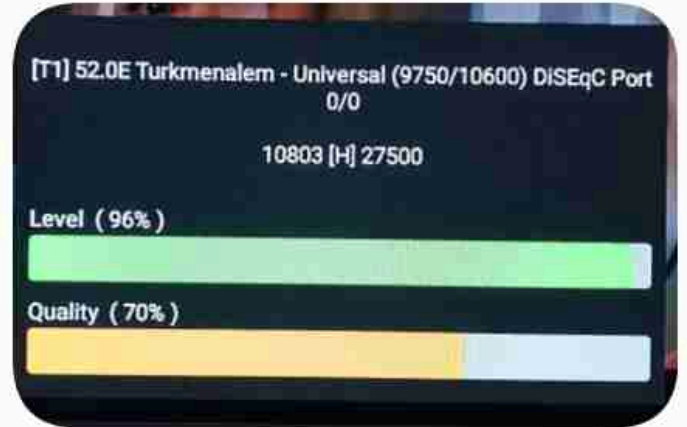 [T1] 52.0E Turkmenalem - Universal (9750/10600) DiSEqC Port
0/0
10803 [H] 27500
Level ( 96% )
Quality ( 70% )